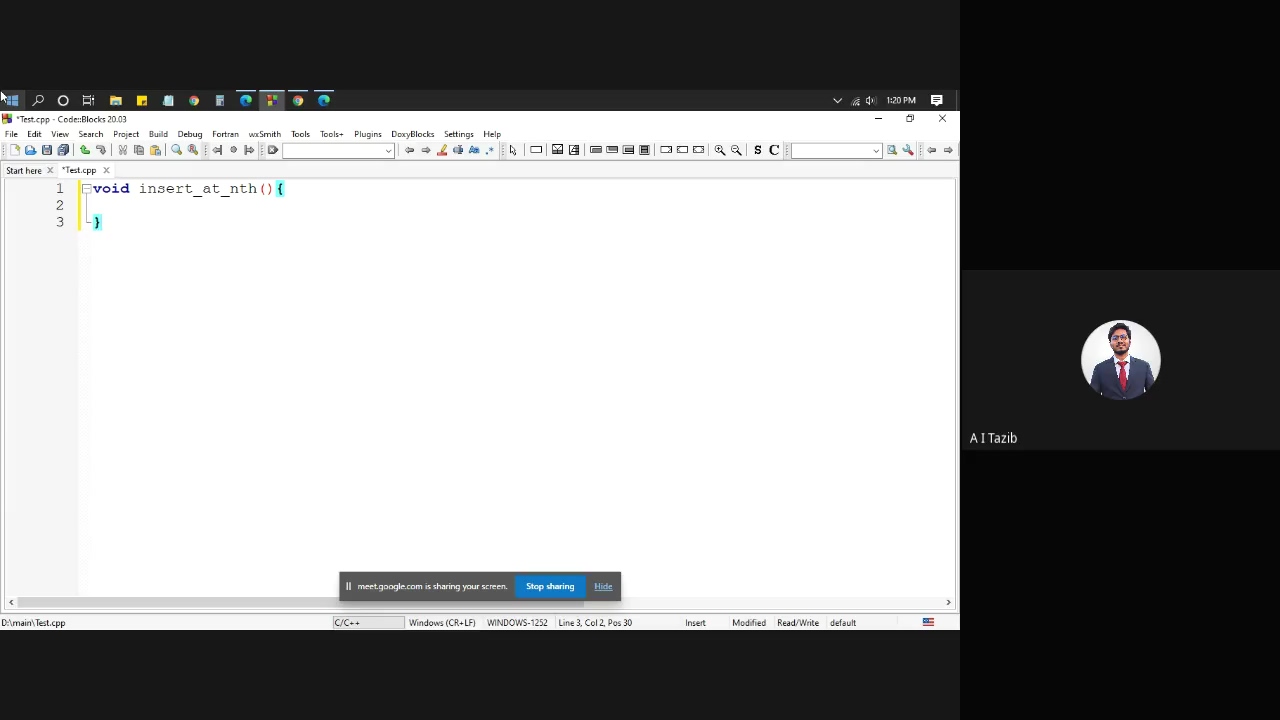 1:20 PM
*Test.cpp - Code::Blocks 20.03
File Edit View Search Project Build Debug Fortran wxSmith Tools Tools+ Plugins DoxyBlocks Settings Help
S C
Start here *Test.cpp
1 void insert_at_nth(){
2
3 }
A I Tazib
meet.google.com is sharing your screen. Stop sharing Hide
D:\main\Test.cpp C/C++ Windows (CR+LF) WINDOWS-1252 Line 3, Col 2, Pos 30 Insert Modified Read/Write default